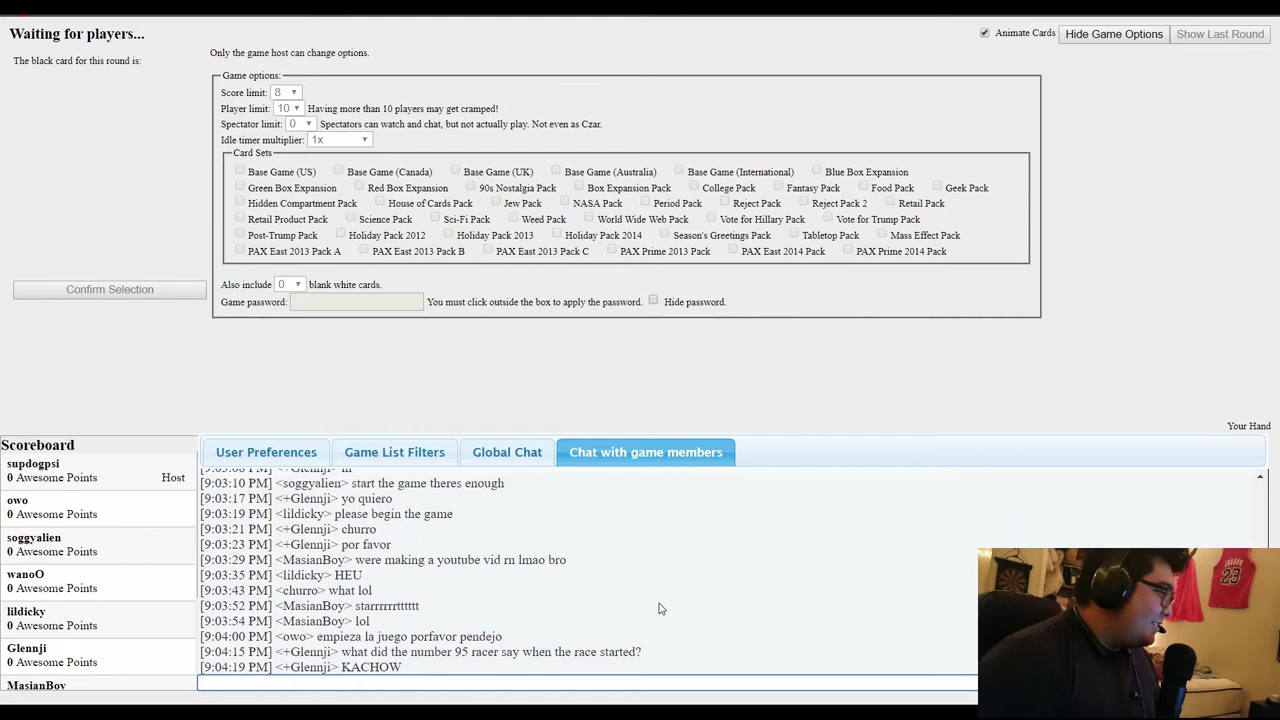 Waiting for players...
Animate Cards
Hide Game Options
Show Last Round
The black card for this round is:
Only the game host can change options.
Game options:
Score limit: 8
Player limit: 10 Having more than 10 players may get cramped!
Spectator limit: 0 Spectators can watch and chat, but not actually play. Not even as Czar.
Idle timer multiplier: 1x
Card Sets
Base Game (US) Base Game (Canada) Base Game (UK) Base Game (Australia) Base Game (International) Blue Box Expansion
Green Box Expansion Red Box Expansion 90s Nostalgia Pack Box Expansion Pack College Pack Fantasy Pack Food Pack Geek Pack
Hidden Compartment Pack House of Cards Pack Jew Pack NASA Pack Period Pack Reject Pack Reject Pack 2 Retail Pack
Retail Product Pack Science Pack Sci-Fi Pack Weed Pack World Wide Web Pack Vote for Hillary Pack Vote for Trump Pack
Post-Trump Pack Holiday Pack 2012 Holiday Pack 2013 Holiday Pack 2014 Season's Greetings Pack Tabletop Pack Mass Effect Pack
PAX East 2013 Pack A PAX East 2013 Pack B PAX East 2013 Pack C PAX Prime 2013 Pack PAX East 2014 Pack PAX Prime 2014 Pack
Also include 0 blank white cards.
Confirm Selection
Game password: You must click outside the box to apply the password. Hide password.
Your Hand
Scoreboard
supdogpsi
0 Awesome Points Host
owo
0 Awesome Points
soggyalien
0 Awesome Points
wanoO
0 Awesome Points
lildicky
0 Awesome Points
Glennji
0 Awesome Points
MasianBoy
User Preferences
Game List Filters
Global Chat
Chat with game members
[9:03:08 PM] <+Glennji> hi
[9:03:10 PM] <soggyalien> start the game theres enough
[9:03:17 PM] <+Glennji> yo quiero
[9:03:19 PM] <lildicky> please begin the game
[9:03:21 PM] <+Glennji> churro
[9:03:23 PM] <+Glennji> por favor
[9:03:29 PM] <MasianBoy> were making a youtube vid rn lmao bro
[9:03:35 PM] <lildicky> HEU
[9:03:43 PM] <churro> what lol
[9:03:52 PM] <MasianBoy> starrrrrrtttttt
[9:03:54 PM] <MasianBoy> lol
[9:04:00 PM] <owo> empieza la juego porfavor pendejo
[9:04:15 PM] <+Glennji> what did the number 95 racer say when the race started?
[9:04:19 PM] <+Glennji> KACHOW
23